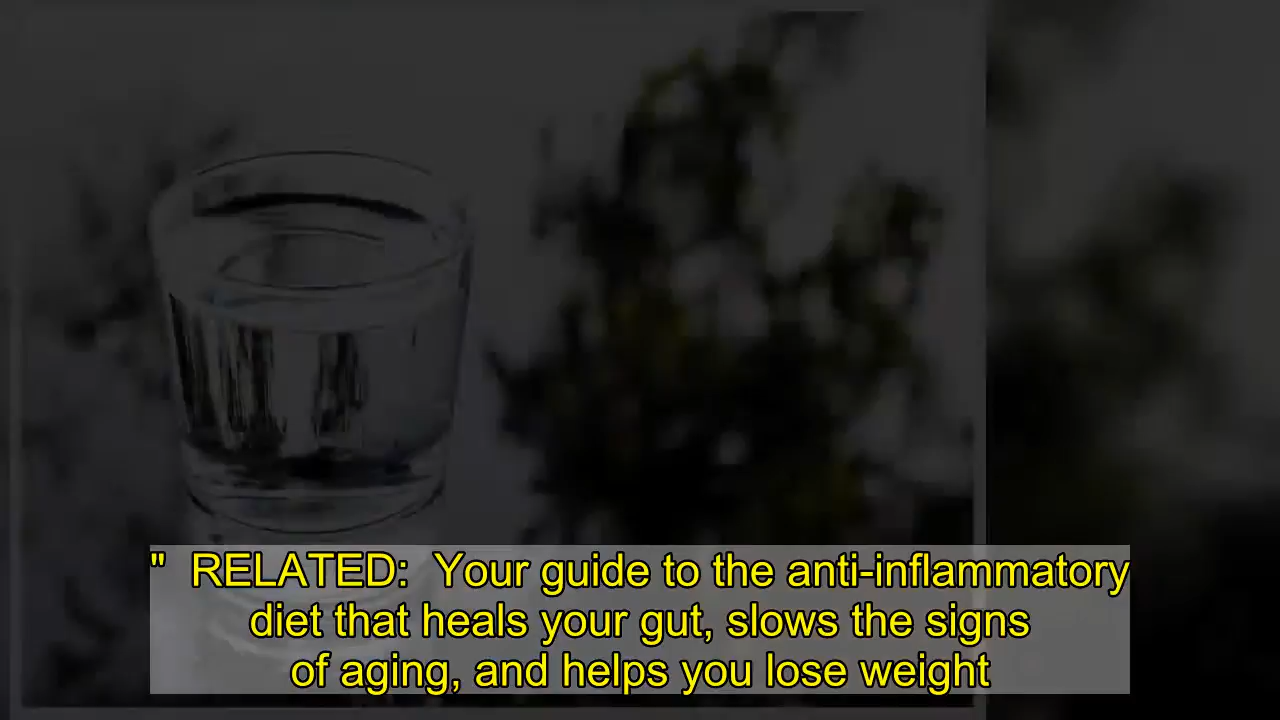 " RELATED: Your guide to the anti-inflammatory
diet that heals your gut, slows the signs
of aging, and helps you lose weight